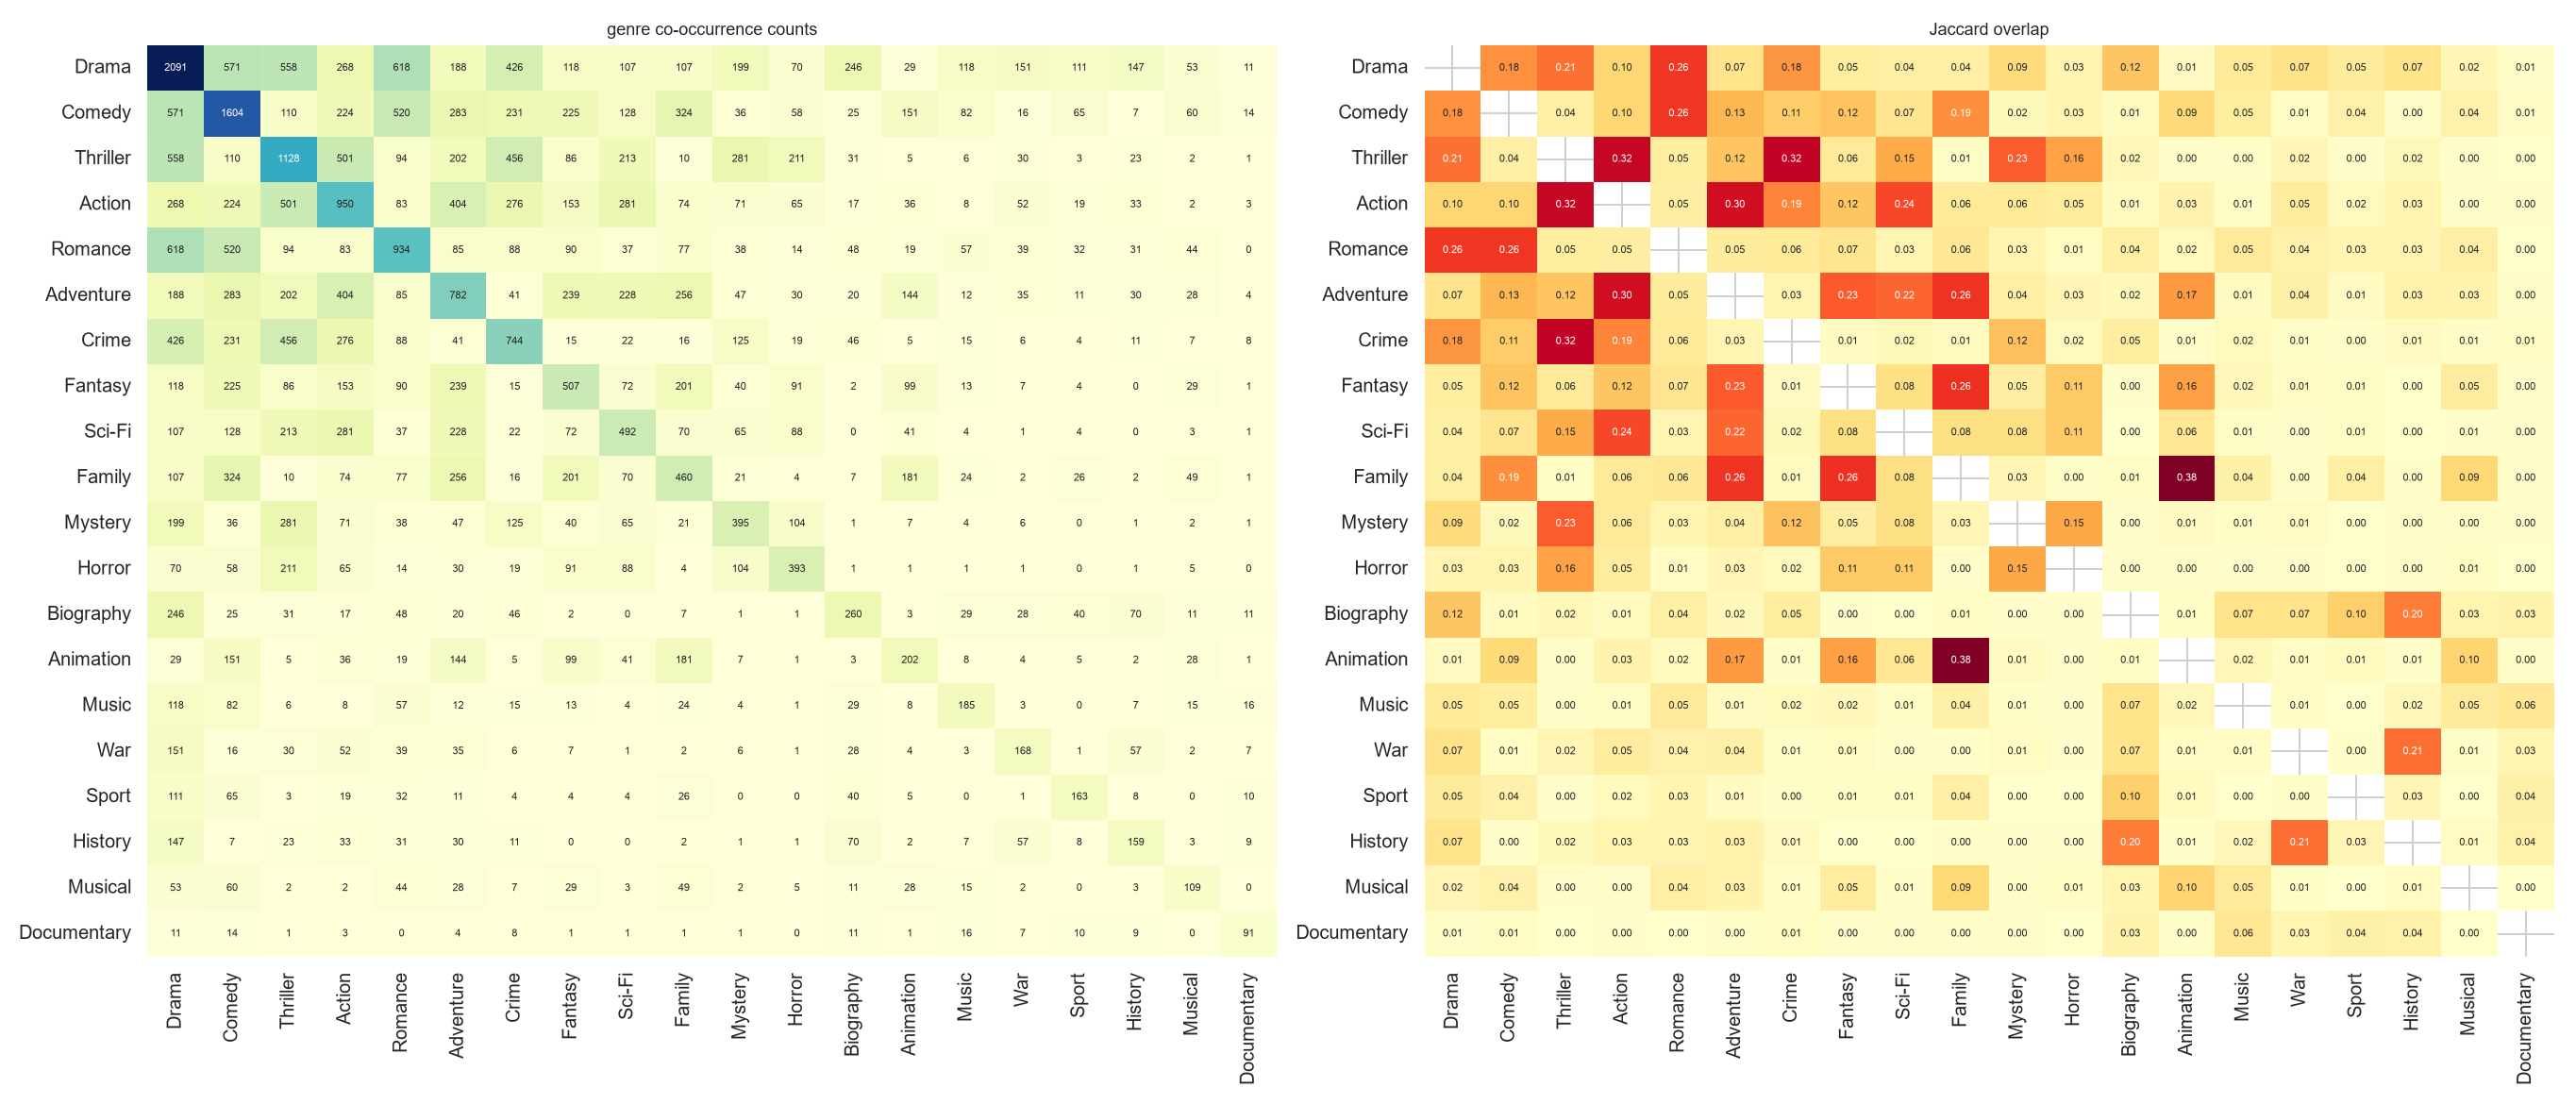 genre co-occurrence counts
Drama 2091 571 558 268 618 188 426 118 107 107 199 70 246 29 118 151 111 147 53 11
Comedy 571 1604 110 224 520 283 231 225 128 324 36 58 25 151 82 16 65 7 60 14
Thriller 558 110 1128 501 94 202 456 86 213 10 281 211 31 5 6 30 3 23 2 1
Action 268 224 501 950 83 404 276 153 281 74 71 65 17 36 8 52 19 33 2 3
Romance 618 520 94 83 934 85 88 90 37 77 38 14 48 19 57 39 32 31 44 0
Adventure 188 283 202 404 85 782 41 239 228 256 47 30 20 144 12 35 11 30 28 4
Crime 426 231 456 276 88 41 744 15 22 16 125 19 46 5 15 6 4 11 7 8
Fantasy 118 225 86 153 90 239 15 507 72 201 40 91 2 99 13 7 4 0 29 1
Sci-Fi 107 128 213 281 37 228 22 72 492 70 65 88 0 41 4 1 4 0 3 1
Family 107 324 10 74 77 256 16 201 70 460 21 4 7 181 24 2 26 2 49 1
Mystery 199 36 281 71 38 47 125 40 65 21 395 104 1 7 4 6 0 1 2 1
Horror 70 58 211 65 14 30 19 91 88 4 104 393 1 1 1 1 0 1 5 0
Biography 246 25 31 17 48 20 46 2 0 7 1 1 260 3 29 28 40 70 11 11
Animation 29 151 5 36 19 144 5 99 41 181 7 1 3 202 8 4 5 2 28 1
Music 118 82 6 8 57 12 15 13 4 24 4 1 29 8 185 3 0 7 15 16
War 151 16 30 52 39 35 6 7 1 2 6 1 28 4 3 168 1 57 2 7
Sport 111 65 3 19 32 11 4 4 4 26 0 0 40 5 0 1 163 8 0 10
History 147 7 23 33 31 30 11 0 0 2 1 1 70 2 7 57 8 159 3 9
Musical 53 60 2 2 44 28 7 29 3 49 2 5 11 28 15 2 0 3 109 0
Documentary 11 14 1 3 0 4 8 1 1 1 1 0 11 1 16 7 10 9 0 91
Drama Comedy Thriller Action Romance Adventure Crime Fantasy Sci-Fi Family Mystery Horror Biography Animation Music War Sport History Musical Documentary
Jaccard overlap
Drama 0.18 0.21 0.10 0.26 0.07 0.18 0.05 0.04 0.04 0.09 0.03 0.12 0.01 0.05 0.07 0.05 0.07 0.02 0.01
Comedy 0.18 0.04 0.10 0.26 0.13 0.11 0.12 0.07 0.19 0.02 0.03 0.01 0.09 0.05 0.01 0.04 0.00 0.04 0.01
Thriller 0.21 0.04 0.32 0.05 0.12 0.32 0.06 0.15 0.01 0.23 0.16 0.02 0.00 0.00 0.02 0.00 0.02 0.00 0.00
Action 0.10 0.10 0.32 0.05 0.30 0.19 0.12 0.24 0.06 0.06 0.05 0.01 0.03 0.01 0.05 0.02 0.03 0.00 0.00
Romance 0.26 0.26 0.05 0.05 0.05 0.06 0.07 0.03 0.06 0.03 0.01 0.04 0.02 0.05 0.04 0.03 0.03 0.04 0.00
Adventure 0.07 0.13 0.12 0.30 0.05 0.03 0.23 0.22 0.26 0.04 0.03 0.02 0.17 0.01 0.04 0.01 0.03 0.03 0.00
Crime 0.18 0.11 0.32 0.19 0.06 0.03 0.01 0.02 0.01 0.12 0.02 0.05 0.01 0.02 0.01 0.00 0.01 0.01 0.01
Fantasy 0.05 0.12 0.06 0.12 0.07 0.23 0.01 0.08 0.26 0.05 0.11 0.00 0.16 0.02 0.01 0.01 0.00 0.05 0.00
Sci-Fi 0.04 0.07 0.15 0.24 0.03 0.22 0.02 0.08 0.08 0.08 0.11 0.00 0.06 0.01 0.00 0.01 0.00 0.01 0.00
Family 0.04 0.19 0.01 0.06 0.06 0.26 0.01 0.26 0.08 0.03 0.00 0.01 0.38 0.04 0.00 0.04 0.00 0.09 0.00
Mystery 0.09 0.02 0.23 0.06 0.03 0.04 0.12 0.05 0.08 0.03 0.15 0.00 0.01 0.01 0.01 0.00 0.00 0.00 0.00
Horror 0.03 0.03 0.16 0.05 0.01 0.03 0.02 0.11 0.11 0.00 0.15 0.00 0.00 0.00 0.00 0.00 0.00 0.01 0.00
Biography 0.12 0.01 0.02 0.01 0.04 0.02 0.05 0.00 0.00 0.01 0.00 0.00 0.01 0.07 0.07 0.10 0.20 0.03 0.03
Animation 0.01 0.09 0.00 0.03 0.02 0.17 0.01 0.16 0.06 0.38 0.01 0.00 0.01 0.02 0.01 0.01 0.01 0.10 0.00
Music 0.05 0.05 0.00 0.01 0.05 0.01 0.02 0.02 0.01 0.04 0.01 0.00 0.07 0.02 0.01 0.00 0.02 0.05 0.06
War 0.07 0.01 0.02 0.05 0.04 0.04 0.01 0.01 0.00 0.00 0.01 0.00 0.07 0.01 0.01 0.00 0.21 0.01 0.03
Sport 0.05 0.04 0.00 0.02 0.03 0.01 0.00 0.01 0.01 0.04 0.00 0.00 0.10 0.01 0.00 0.00 0.03 0.00 0.04
History 0.07 0.00 0.02 0.03 0.03 0.03 0.01 0.00 0.00 0.00 0.00 0.00 0.20 0.01 0.02 0.21 0.03 0.01 0.04
Musical 0.02 0.04 0.00 0.00 0.04 0.03 0.01 0.05 0.01 0.09 0.00 0.01 0.03 0.10 0.05 0.01 0.00 0.01 0.00
Documentary 0.01 0.01 0.00 0.00 0.00 0.00 0.01 0.00 0.00 0.00 0.00 0.00 0.03 0.00 0.06 0.03 0.04 0.04 0.00
Drama Comedy Thriller Action Romance Adventure Crime Fantasy Sci-Fi Family Mystery Horror Biography Animation Music War Sport History Musical Documentary